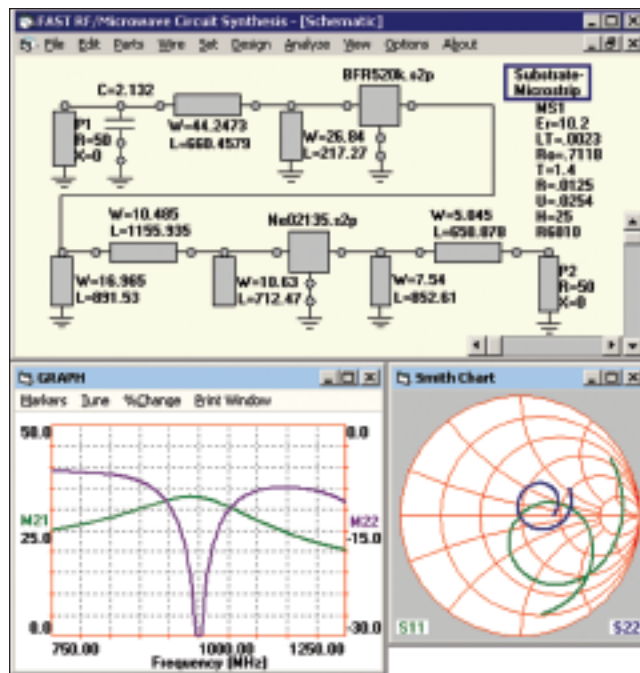 FAST RF/Microwave Circuit Synthesis - [Schematic]
File Edit Parts Wire Set Design Analyze View Options About
BFR520k.s2p
Substrate-
Microstrip
C=2.132
P1
R=50
X=0
W=44.2473
L=660.4579
W=26.84
L=217.27
MS1
Er=10.2
LT=.0023
Ro=.7118
T=1.4
R=.0125
U=.0254
H=25
R6010
W=10.485
L=1155.935
Ne02135.s2p
W=5.045
L=650.078
W=16.965
L=891.53
W=10.63
L=712.47
W=7.54
L=852.61
P2
R=50
X=0
GRAPH
Markers Tune %Change Print Window
50.0
0.0
M21
25.0
M22
-15.0
0.0
-30.0
750.00 1000.00 1250.00
Frequency (MHz)
Smith Chart
S11
S22